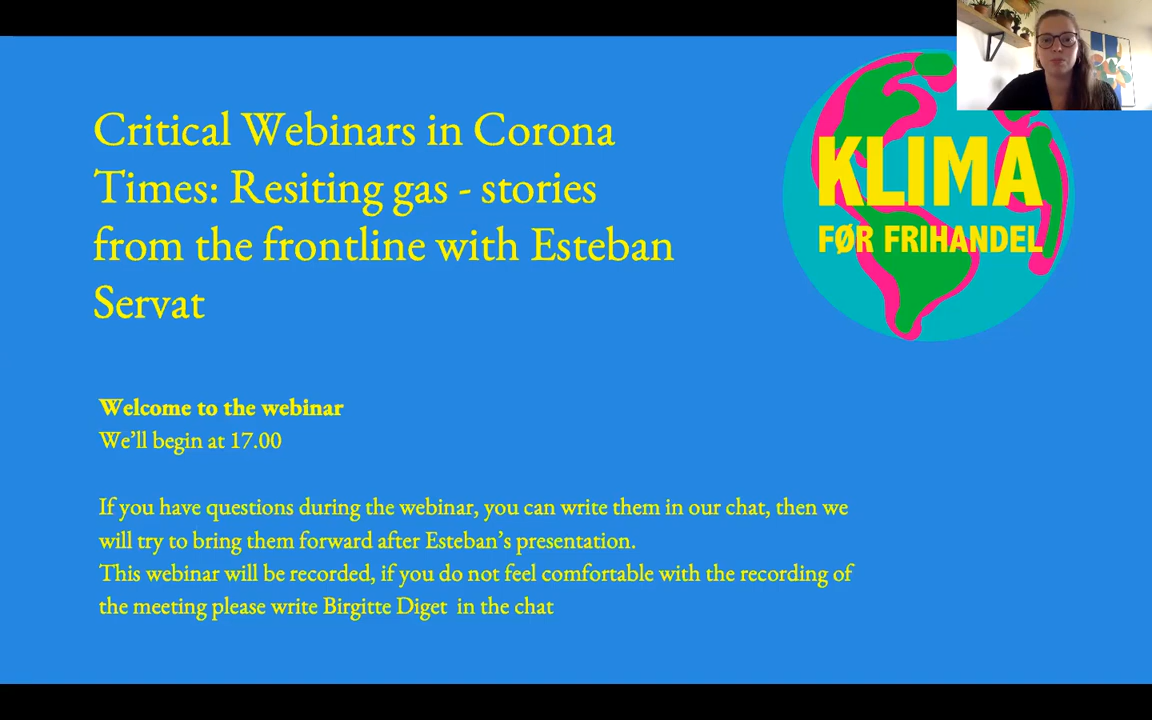 Critical Webinars in Corona
Times: Resiting gas - stories
from the frontline with Esteban
Servat
KLIMA
FØR FRIHANDEL
Welcome to the webinar
We'll begin at 17.00
If you have questions during the webinar, you can write them in our chat, then we
will try to bring them forward after Esteban's presentation.
This webinar will be recorded, if you do not feel comfortable with the recording of
the meeting please write Birgitte Diget in the chat